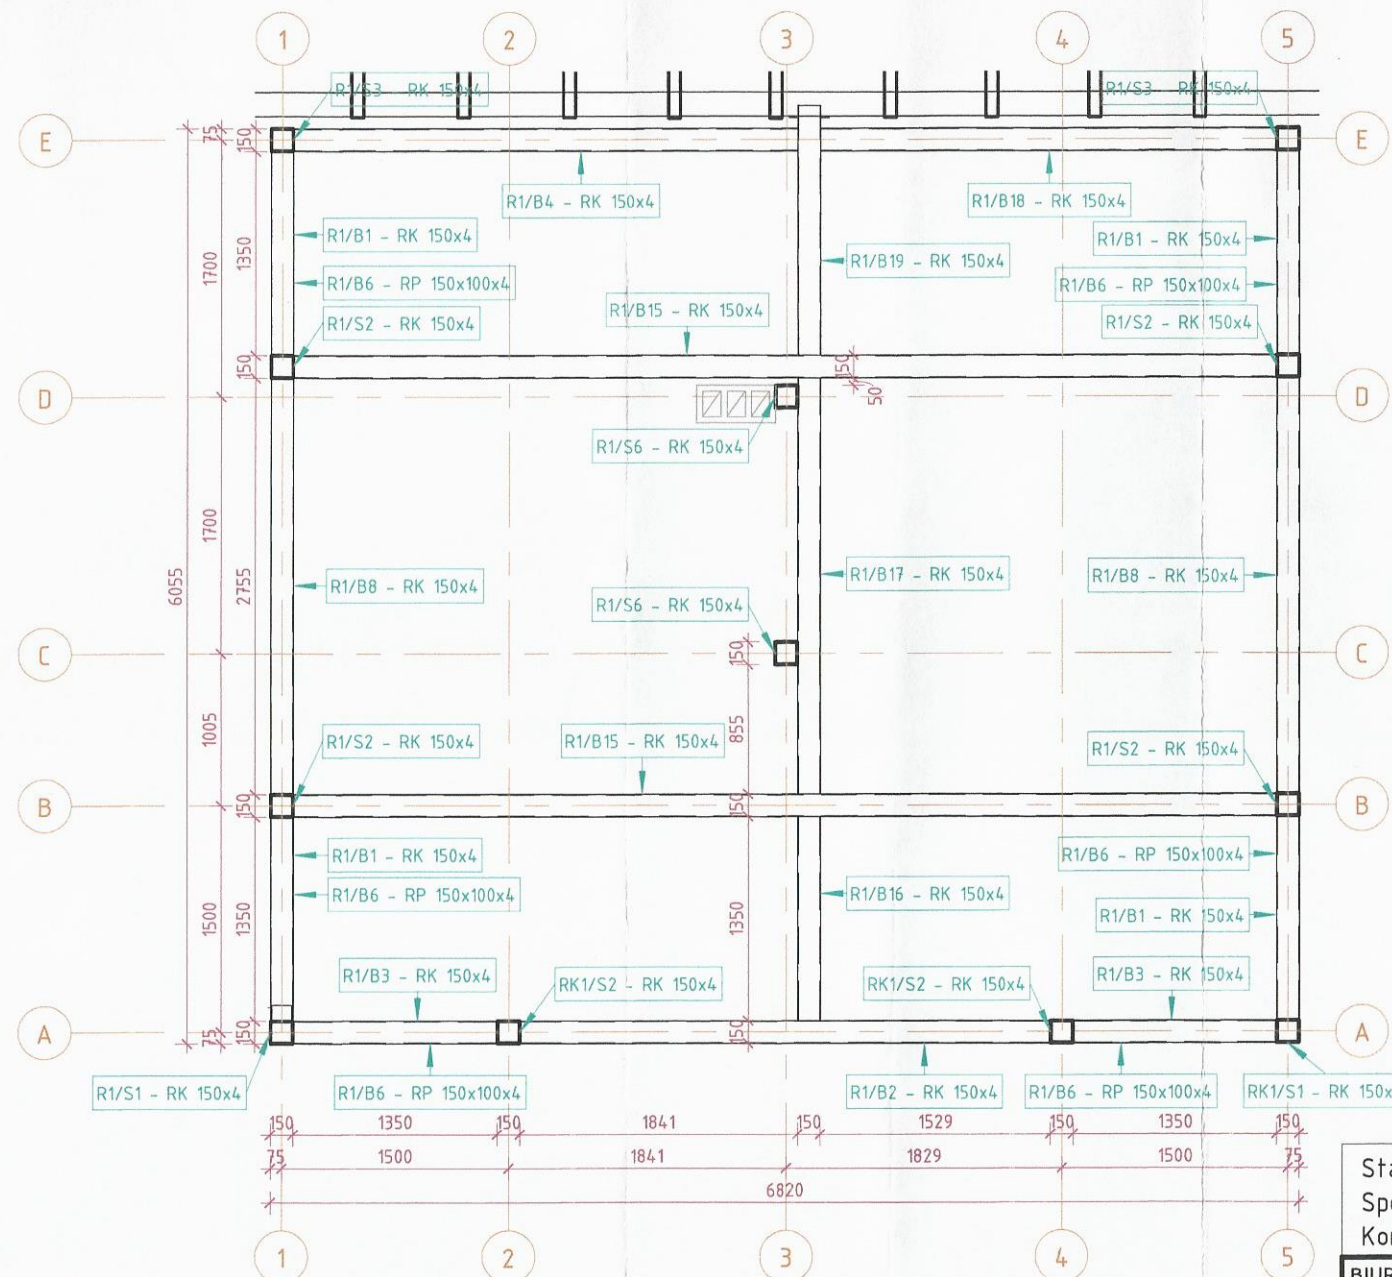 1 2 3 4 5
R1/S3 - RK 150x4 R1/S3 - RK 150x4
E 75 150 E
R1/B4 - RK 150x4 R1/B18 - RK 150x4
R1/B1 - RK 150x4 R1/B1 - RK 150x4
1700 1350 R1/B19 - RK 150x4
R1/B6 - RP 150x100x4 R1/B6 - RP 150x100x4
R1/B15 - RK 150x4
R1/S2 - RK 150x4 R1/S2 - RK 150x4
150 150
D 50 D
R1/S6 - RK 150x4
1700
6055 2755 R1/B8 - RK 150x4 R1/B17 - RK 150x4 R1/B8 - RK 150x4
R1/S6 - RK 150x4
C 150 C
1005 855
R1/S2 - RK 150x4 R1/B15 - RK 150x4 R1/S2 - RK 150x4
B 150 150 B
R1/B1 - RK 150x4 R1/B6 - RP 150x100x4
R1/B6 - RP 150x100x4 R1/B16 - RK 150x4
1500 1350 1350 R1/B1 - RK 150x4
R1/B3 - RK 150x4 RK1/S2 - RK 150x4 RK1/S2 - RK 150x4 R1/B3 - RK 150x4
A 75 150 150 A
R1/S1 - RK 150x4 R1/B6 - RP 150x100x4 R1/B2 - RK 150x4 R1/B6 - RP 150x100x4 RK1/S1 - RK 150x
150 1350 150 1841 150 1529 150 1350 150
75 1500 1841 1829 1500 75
6820
Sta
Spo
Kon
BIUR
1 2 3 4 5